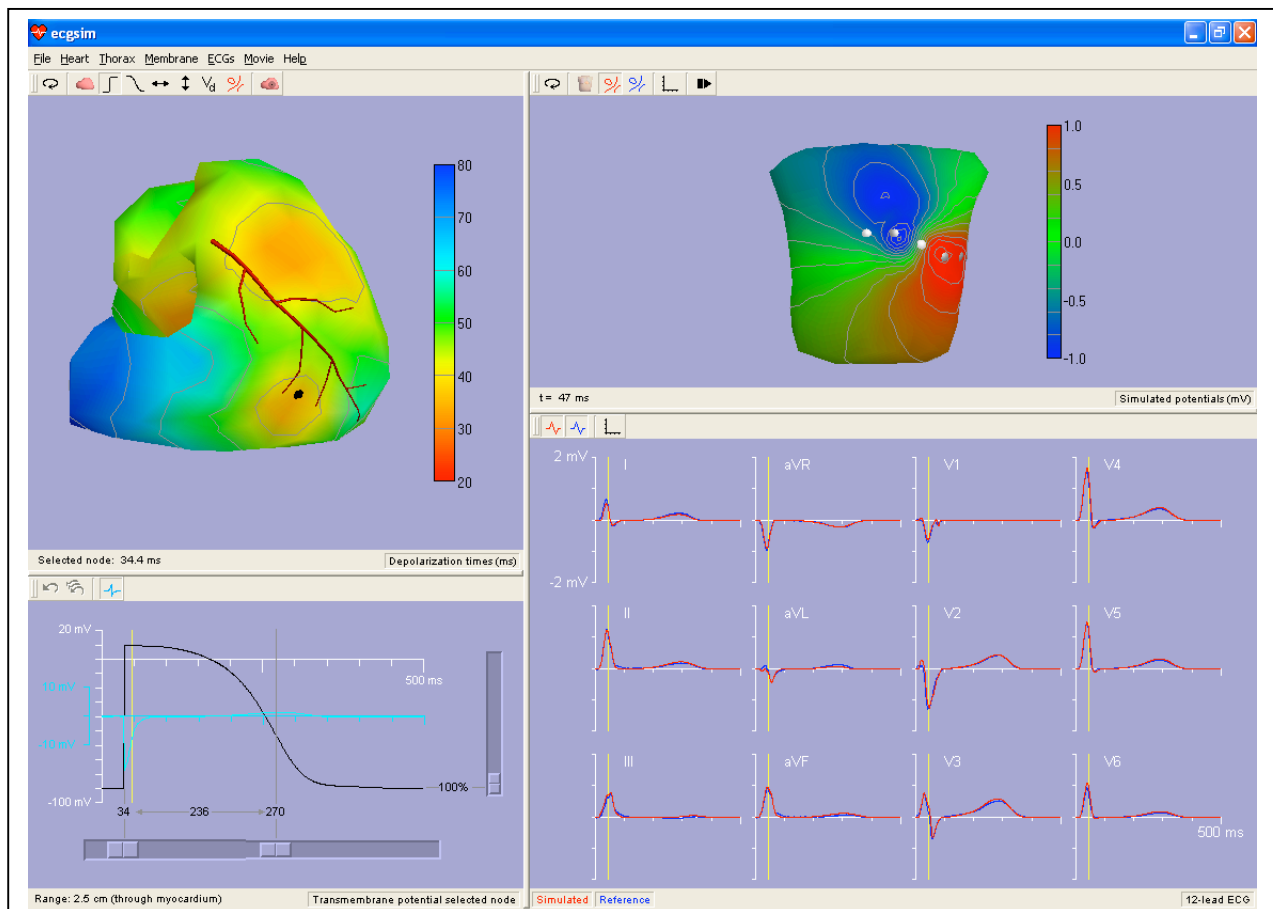 ecgsim
File Heart Thorax Membrane ECGs Movie Help
Vd
80
70
60
50
40
30
20
Selected node: 34.4 ms
Depolarization times (ms)
1.0
0.5
0.0
-0.5
-1.0
t= 47 ms
Simulated potentials (mV)
20 mV
500 ms
10 mV
10 mV
-100 mV
100%
34 236 270
Range: 2.5 cm (through myocardium)
Transmembrane potential selected node
2 mV
I aVR V1 V4
-2 mV
II aVL V2 V5
III aVF V3 V6
500 ms
Simulated Reference
12-lead ECG